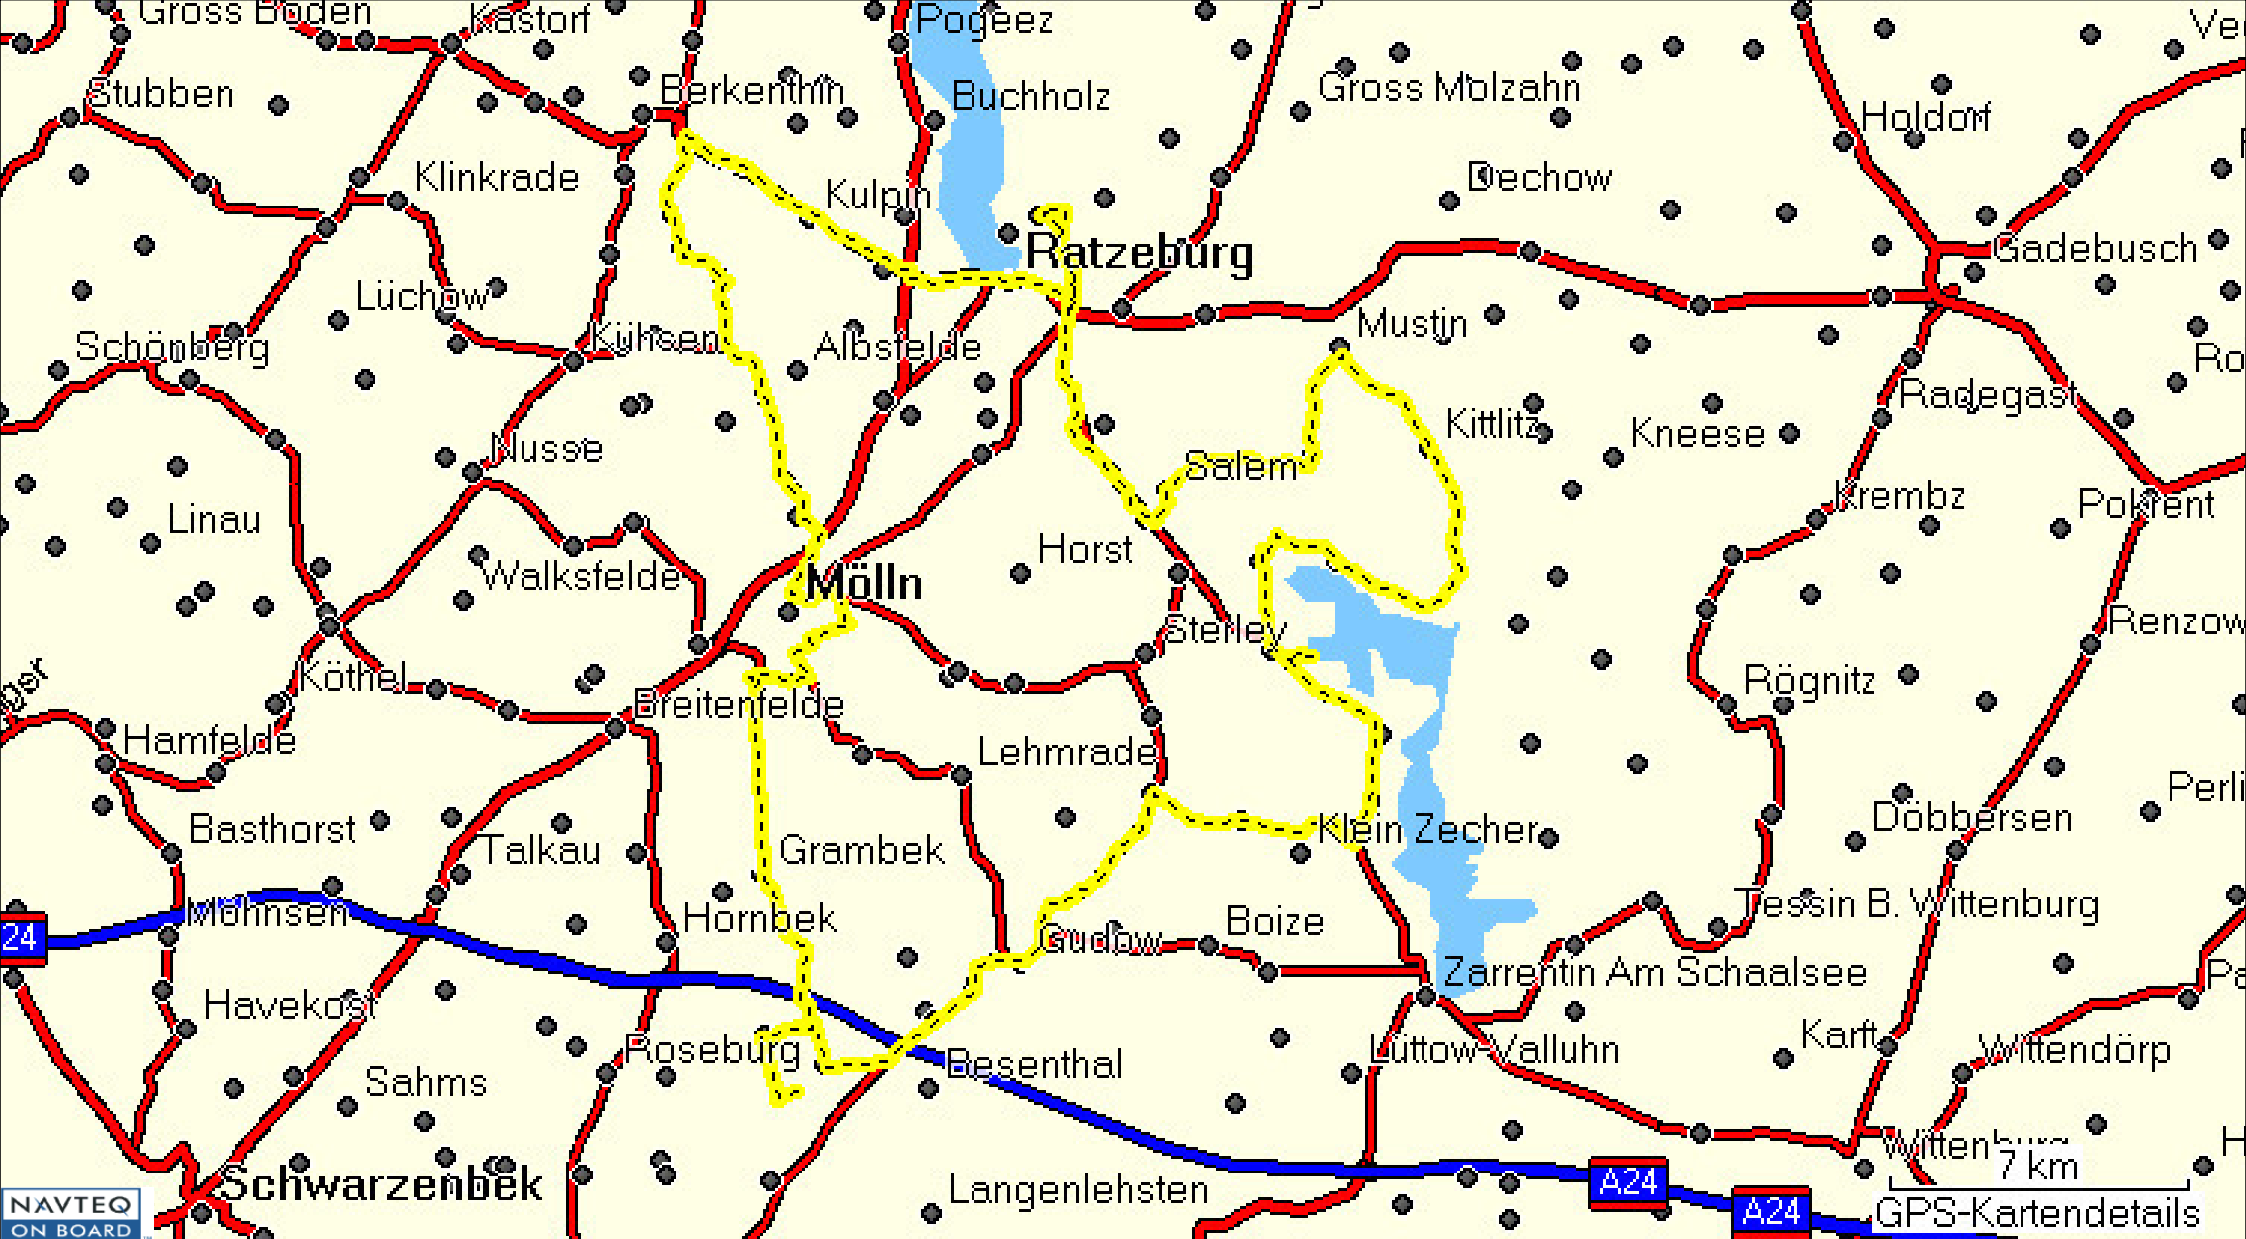 Gross Boden
Kastorf
Pogeez
Stubben
Berkenthin
Buchholz
Gross Molzahn
Holdorf
Klinkrade
Kulpin
Dechow
Ratzeburg
Gadebusch
Lüchow
Schönberg
Kühsen
Albsfelde
Mustin
Radegast
Nusse
Salem
Kittlitz
Kneese
Linau
Krembz
Pokrent
Walksfelde
Mölln
Horst
Sterley
Renzow
Köthel
Breitenfelde
Rögnitz
Hamfelde
Lehmrade
Basthorst
Talkau
Grambek
Klein Zecher
Döbbersen
Möhnsen
Hornbek
Gudow
Boize
Tessin B. Wittenburg
24
Zarrentin Am Schaalsee
Havekost
Roseburg
Besenthal
Lüttow-Valluhn
Karft
Wittendörp
Sahms
Wittenburg
7 km
Schwarzenbek
Langenlehsten
A24
A24
GPS-Kartendetails
NAVTEQ
ON BOARD